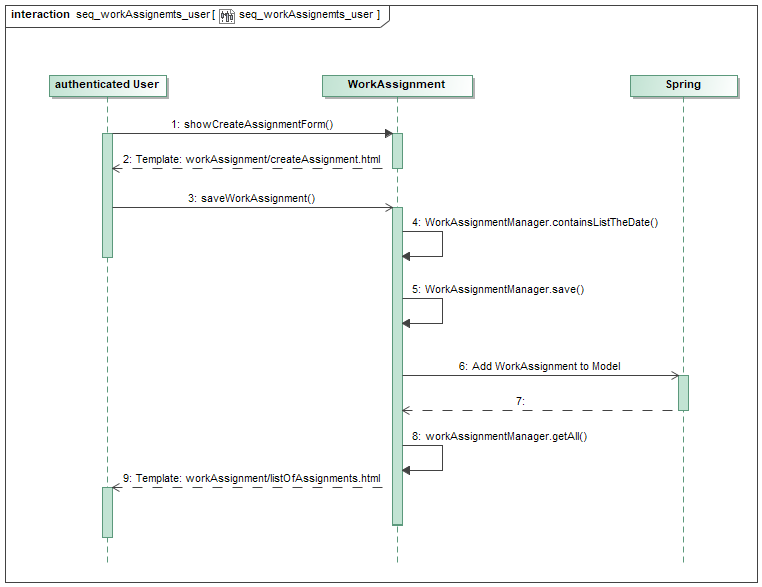 interaction seq_workAssignemts_user [ seq_workAssignemts_user ]
authenticated User
WorkAssignment
Spring
1: showCreateAssignmentForm()
2: Template: workAssignment/createAssignment.html
3: saveWorkAssignment()
4: WorkAssignmentManager.containsListTheDate()
5: WorkAssignmentManager.save()
6: Add WorkAssignment to Model
7:
8: workAssignmentManager.getAll()
9: Template: workAssignment/listOfAssignments.html